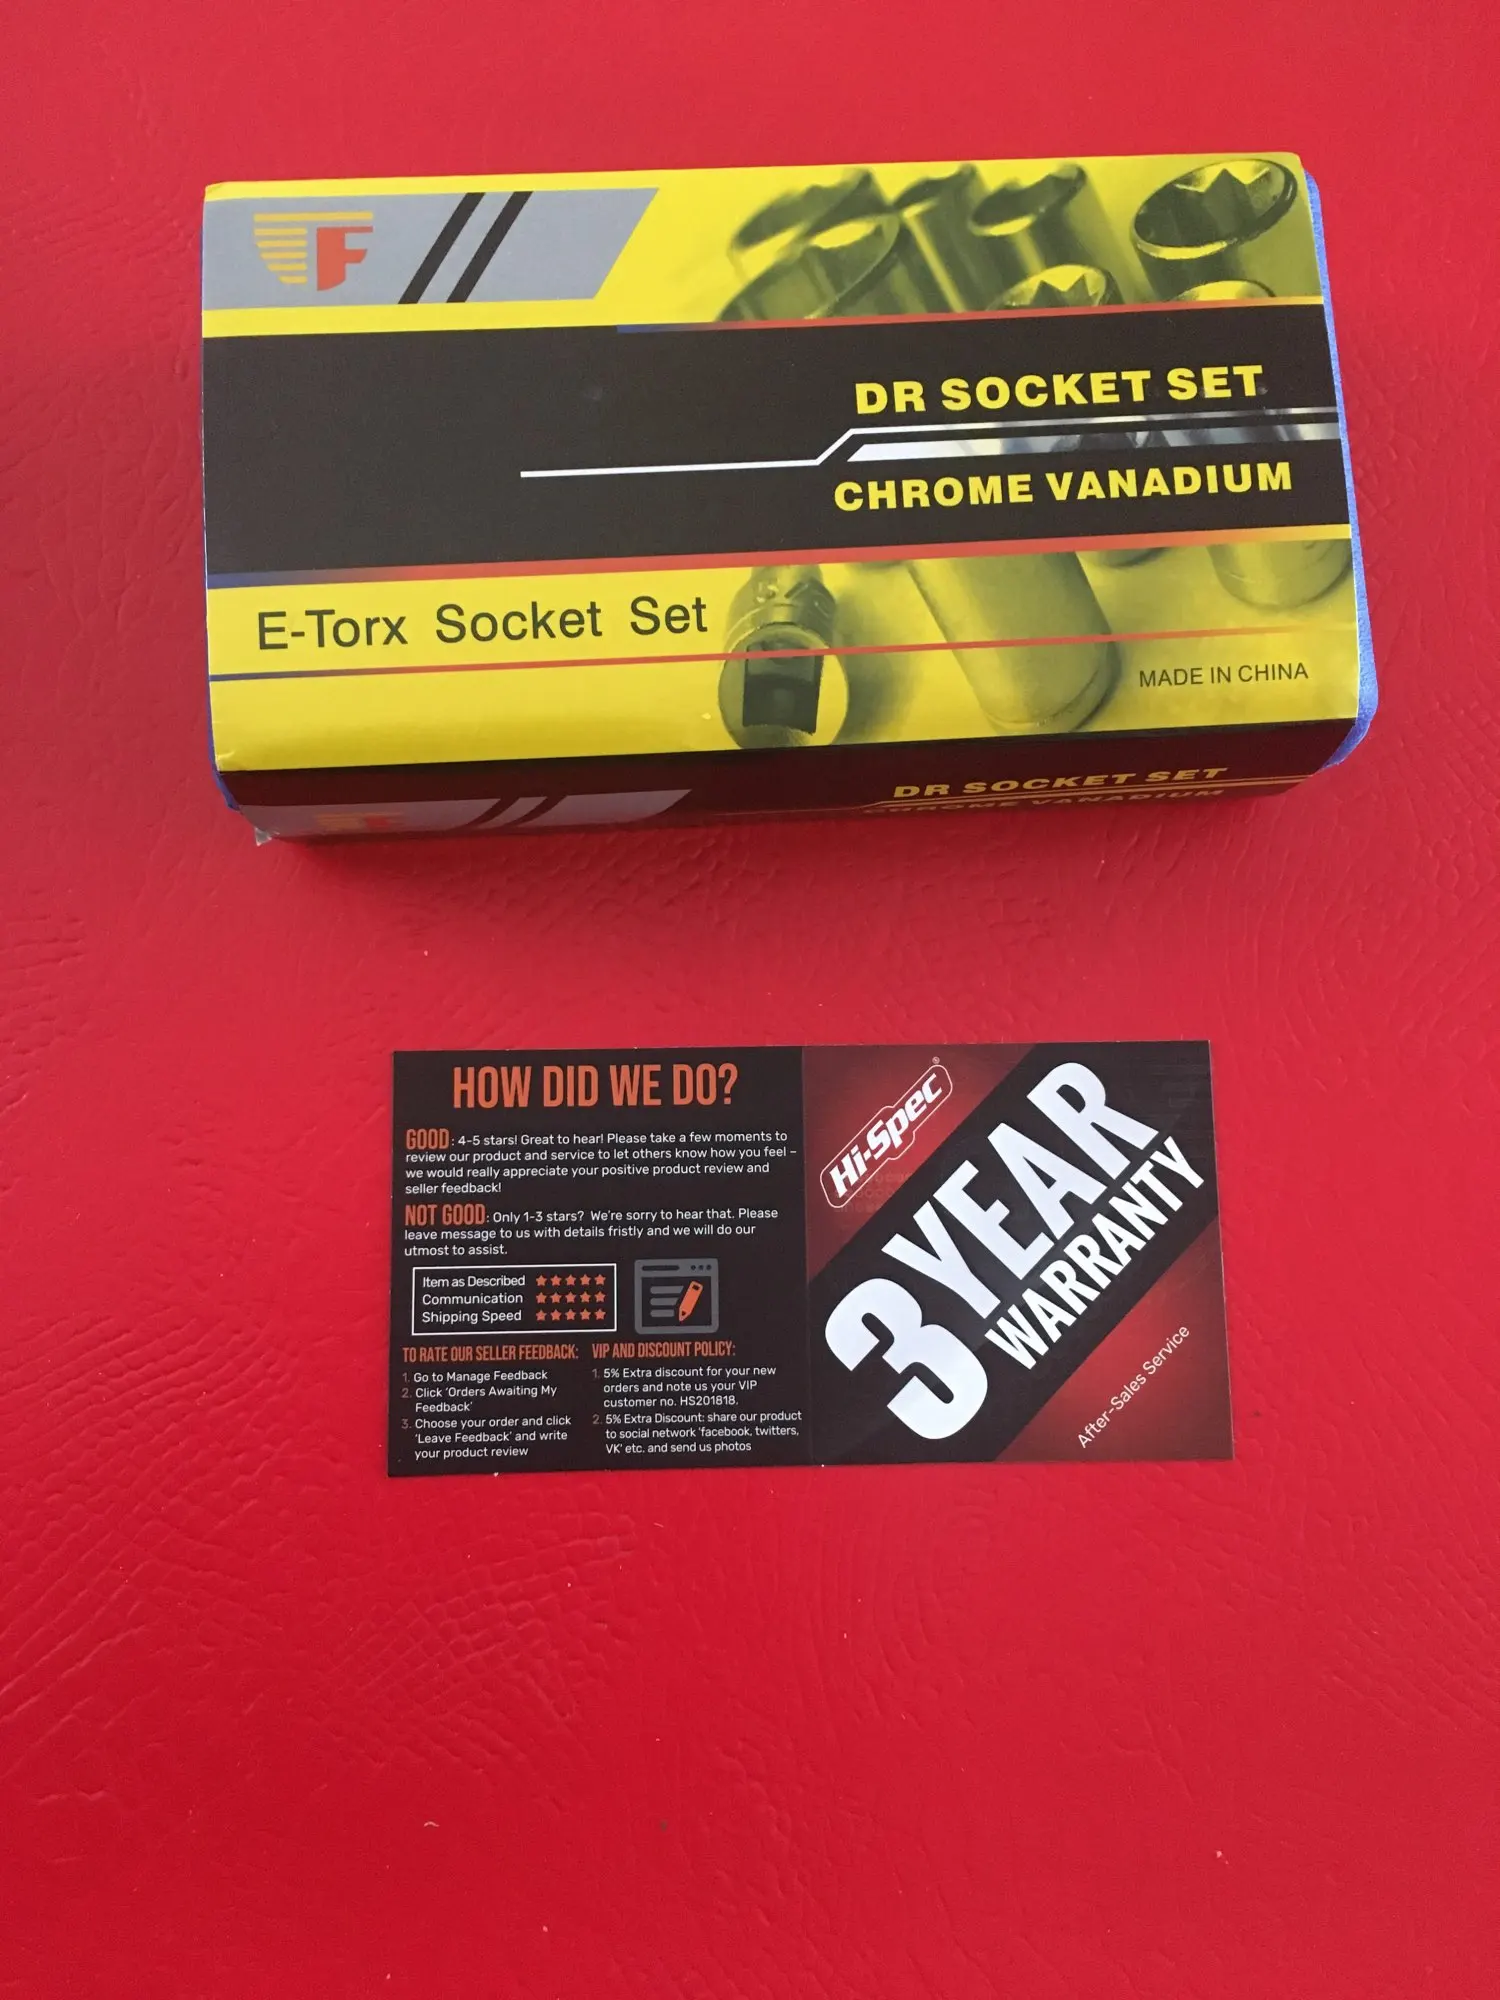 F
DR SOCKET SET
CHROME VANADIUM
E-Torx Socket Set
MADE IN CHINA
DR SOCKET SET
CHROME VANADIUM
HOW DID WE DO?
GOOD: 4-5 stars! Great to hear! Please take a few moments to
review our product and service to let others know how you feel –
we would really appreciate your positive product review and
seller feedback!
NOT GOOD: Only 1-3 stars? We're sorry to hear that. Please
leave message to us with details fristly and we will do our
utmost to assist.
Item as Described ★★★★★
Communication ★★★★★
Shipping Speed ★★★★★
TO RATE OUR SELLER FEEDBACK:
1. Go to Manage Feedback
2. Click 'Orders Awaiting My
Feedback'
3. Choose your order and click
'Leave Feedback' and write
your product review
VIP AND DISCOUNT POLICY:
1. 5% Extra discount for your new
orders and note us your VIP
customer no. HS201818.
2. 5% Extra Discount: share our product
to social network 'facebook, twitters,
VK' etc. and send us photos
Hi-Spec®
3 YEAR
WARRANTY
After-Sales Service